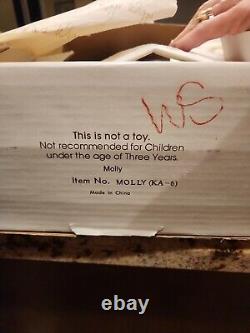 WS
This is not a toy.
Not recommended for Children
under the age of Three Years.
Molly
Item No. MOLLY (KA-6)
Made in China